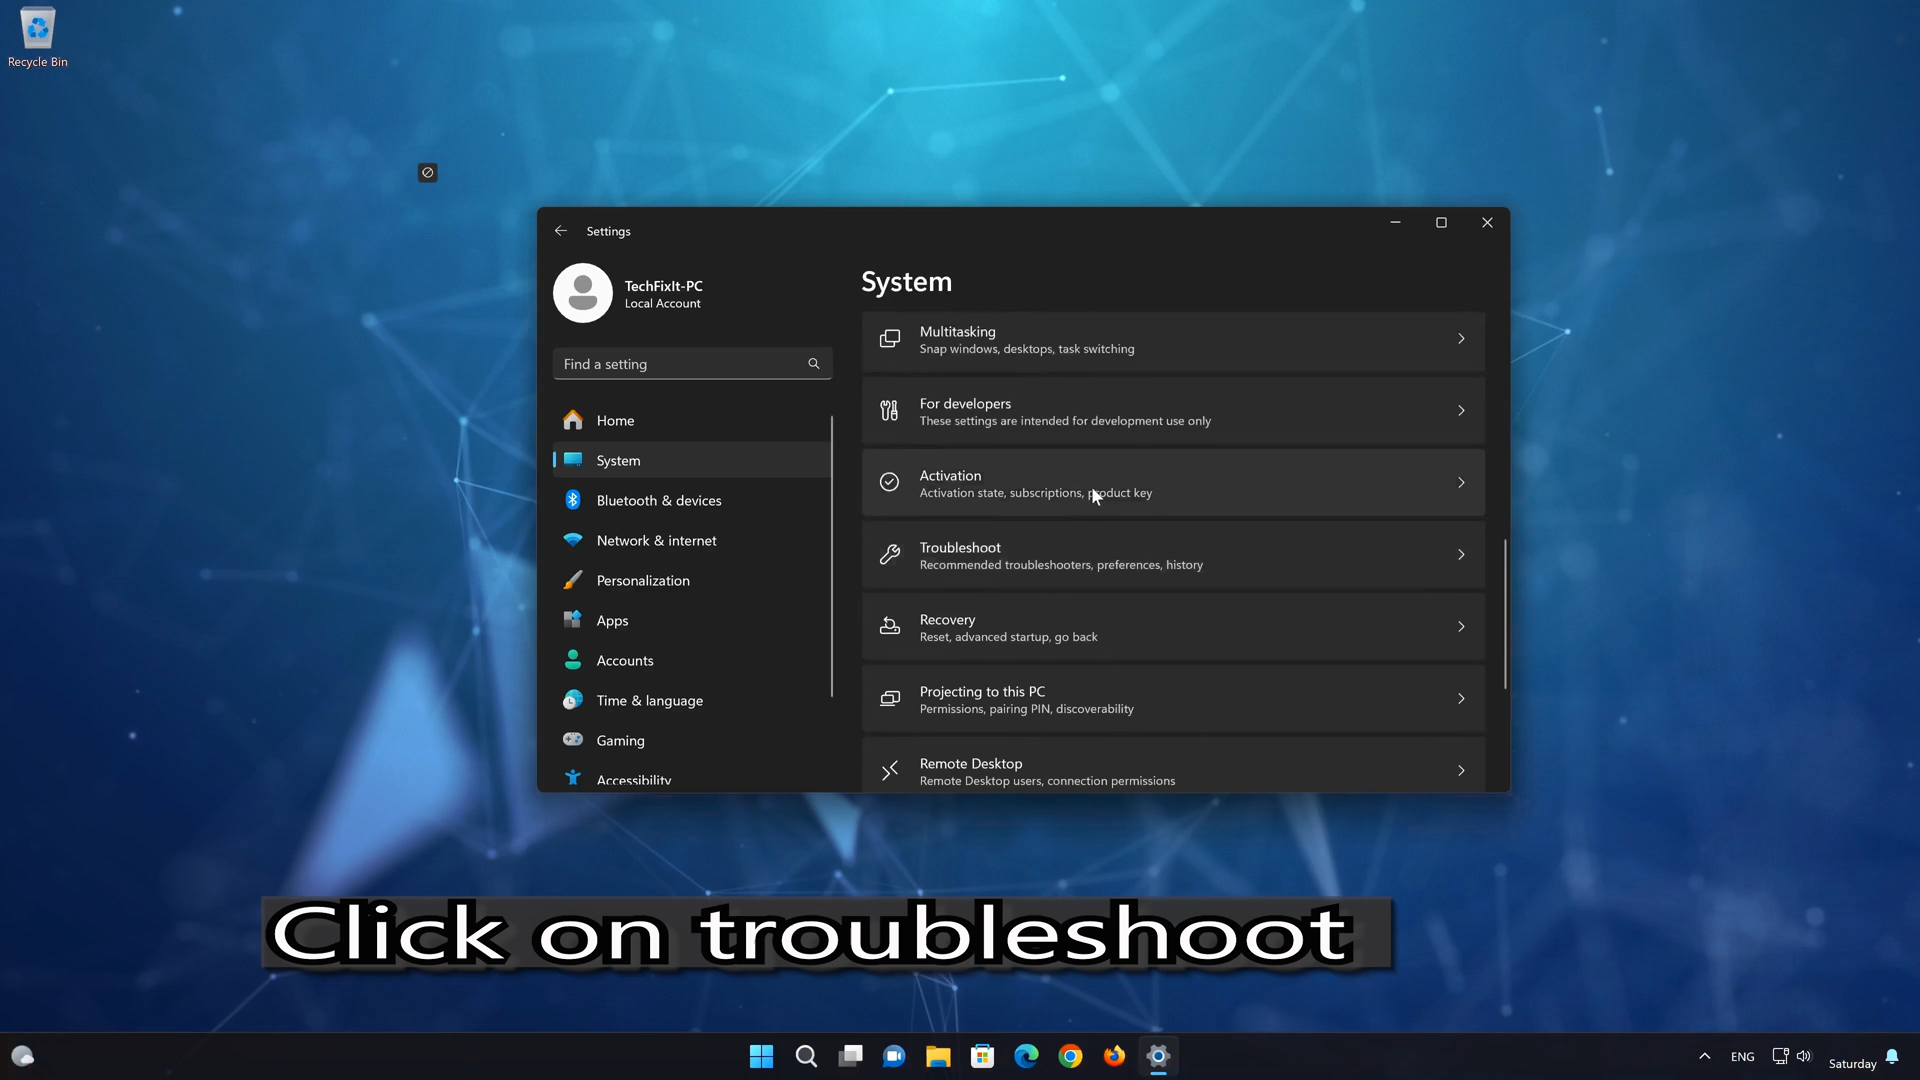 Recycle Bin
Settings
TechFixIt-PC
Local Account
Find a setting
Home
System
Bluetooth & devices
Network & internet
Personalization
Apps
Accounts
Time & language
Gaming
Accessibility
System
Multitasking
Snap windows, desktops, task switching
For developers
These settings are intended for development use only
Activation
Activation state, subscriptions, product key
Troubleshoot
Recommended troubleshooters, preferences, history
Recovery
Reset, advanced startup, go back
Projecting to this PC
Permissions, pairing PIN, discoverability
Remote Desktop
Remote Desktop users, connection permissions
Click on troubleshoot
ENG
Saturday